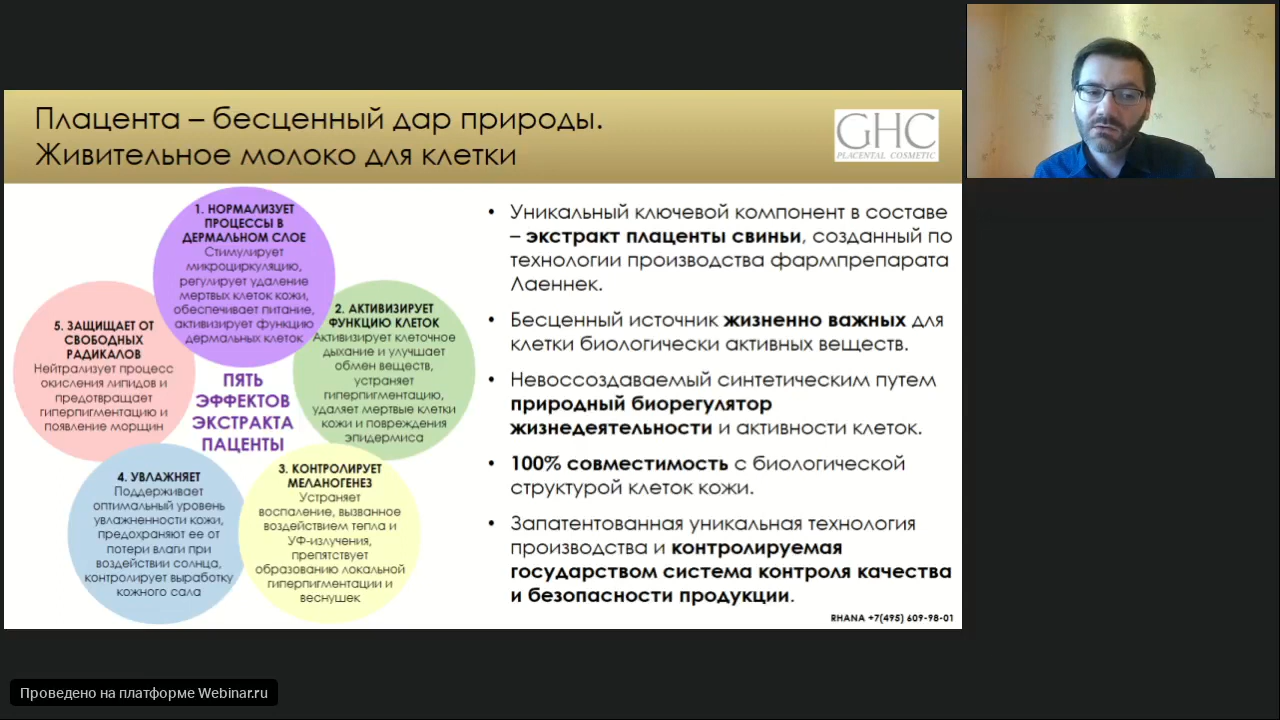 Плацента – бесценный дар природы.
Живительное молоко для клетки
GHC
PLACENTAL COSMETIC
1. НОРМАЛИЗУЕТ
ПРОЦЕССЫ В
ДЕРМАЛЬНОМ СЛОЕ
Стимулирует
микроциркуляцию,
регулирует удаление
мертвых клеток кожи,
обеспечивает питание,
активизирует функцию
дермальных клеток
2. АКТИВИЗИРУЕТ
ФУНКЦИЮ КЛЕТОК
Активизирует клеточное
дыхание и улучшает
обмен веществ,
устраняет
гиперпигментацию,
удаляет мертвые клетки
кожи и повреждения
эпидермиса
3. КОНТРОЛИРУЕТ
МЕЛАНОГЕНЕЗ
Устраняет
воспаление, вызванное
воздействием тепла и
УФ-излучения,
препятствует
образованию локальной
гиперпигментации и
веснушек
4. УВЛАЖНЯЕТ
Поддерживает
оптимальный уровень
увлажненности кожи,
предохраняют ее от
потери влаги при
воздействии солнца,
контролирует выработку
кожного сала
5. ЗАЩИЩАЕТ ОТ
СВОБОДНЫХ
РАДИКАЛОВ
Нейтрализует процесс
окисления липидов и
предотвращает
гиперпигментацию и
появление морщин
ПЯТЬ
ЭФФЕКТОВ
ЭКСТРАКТА
ПАЦЕНТЫ
• Уникальный ключевой компонент в составе
– экстракт плаценты свиньи, созданный по
технологии производства фармпрепарата
Лаеннек.
• Бесценный источник жизненно важных для
клетки биологически активных веществ.
• Невоссоздаваемый синтетическим путем
природный биорегулятор
жизнедеятельности и активности клеток.
• 100% совместимость с биологической
структурой клеток кожи.
• Запатентованная уникальная технология
производства и контролируемая
государством система контроля качества
и безопасности продукции.
RHANA +7(495) 609-98-01
Проведено на платформе Webinar.ru